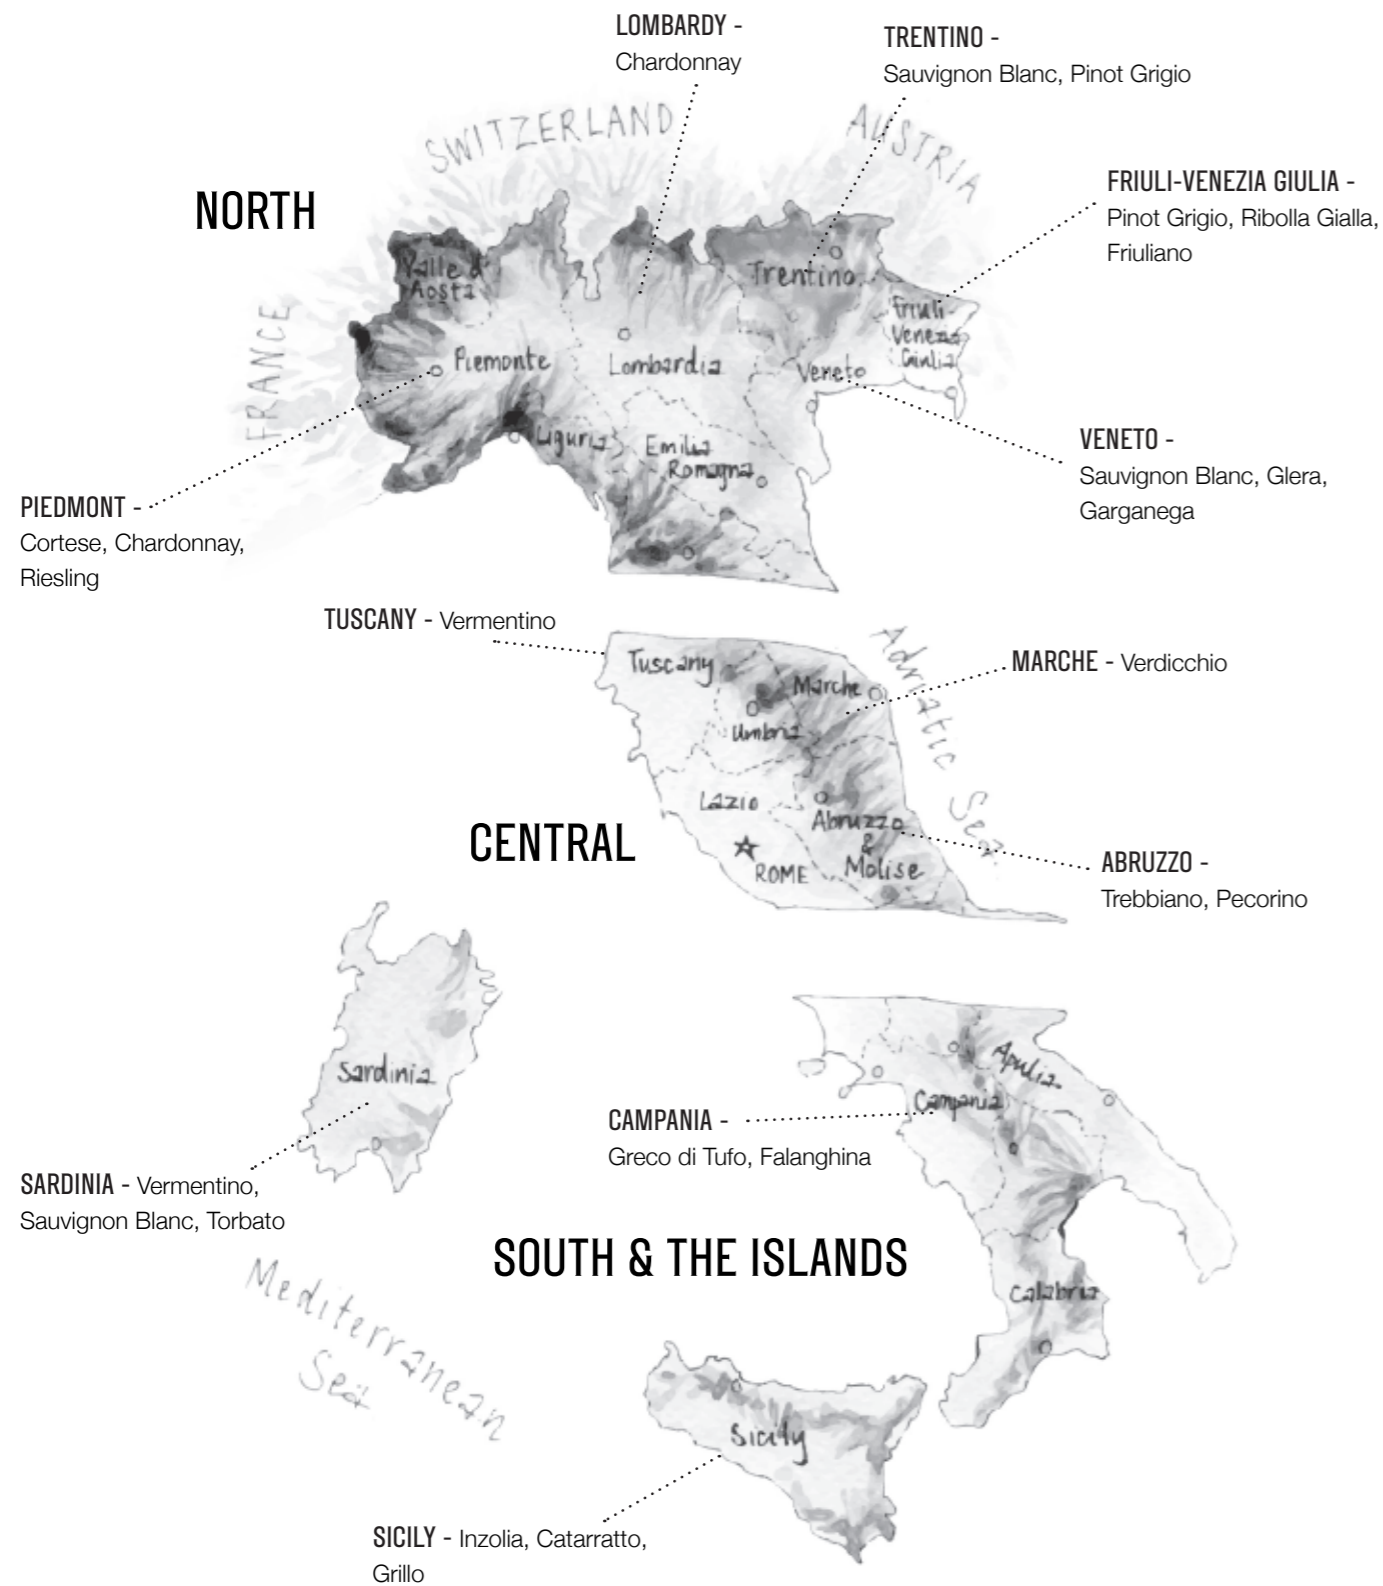 LOMBARDY -
Chardonnay
TRENTINO -
Sauvignon Blanc, Pinot Grigio
SWITZERLAND
AUSTRIA
NORTH
FRIULI-VENEZIA GIULIA -
Pinot Grigio, Ribolla Gialla,
Friuliano
Valle d'
Aosta
Trentino
Friuli-
Venezia
Giulia
FRANCE
Piemonte
Lombardia
Veneto
Liguria
Emilia
Romagna
VENETO -
Sauvignon Blanc, Glera,
Garganega
PIEDMONT -
Cortese, Chardonnay,
Riesling
TUSCANY - Vermentino
Tuscany
Marche
Umbria
Adriatic Sea
MARCHE - Verdicchio
Lazio
Abruzzo
&
Molise
ROME
CENTRAL
ABRUZZO -
Trebbiano, Pecorino
Sardinia
Apulia
Campania
CAMPANIA -
Greco di Tufo, Falanghina
SARDINIA - Vermentino,
Sauvignon Blanc, Torbato
SOUTH & THE ISLANDS
Mediterranean
Sea
Calabria
Sicily
SICILY - Inzolia, Catarratto,
Grillo